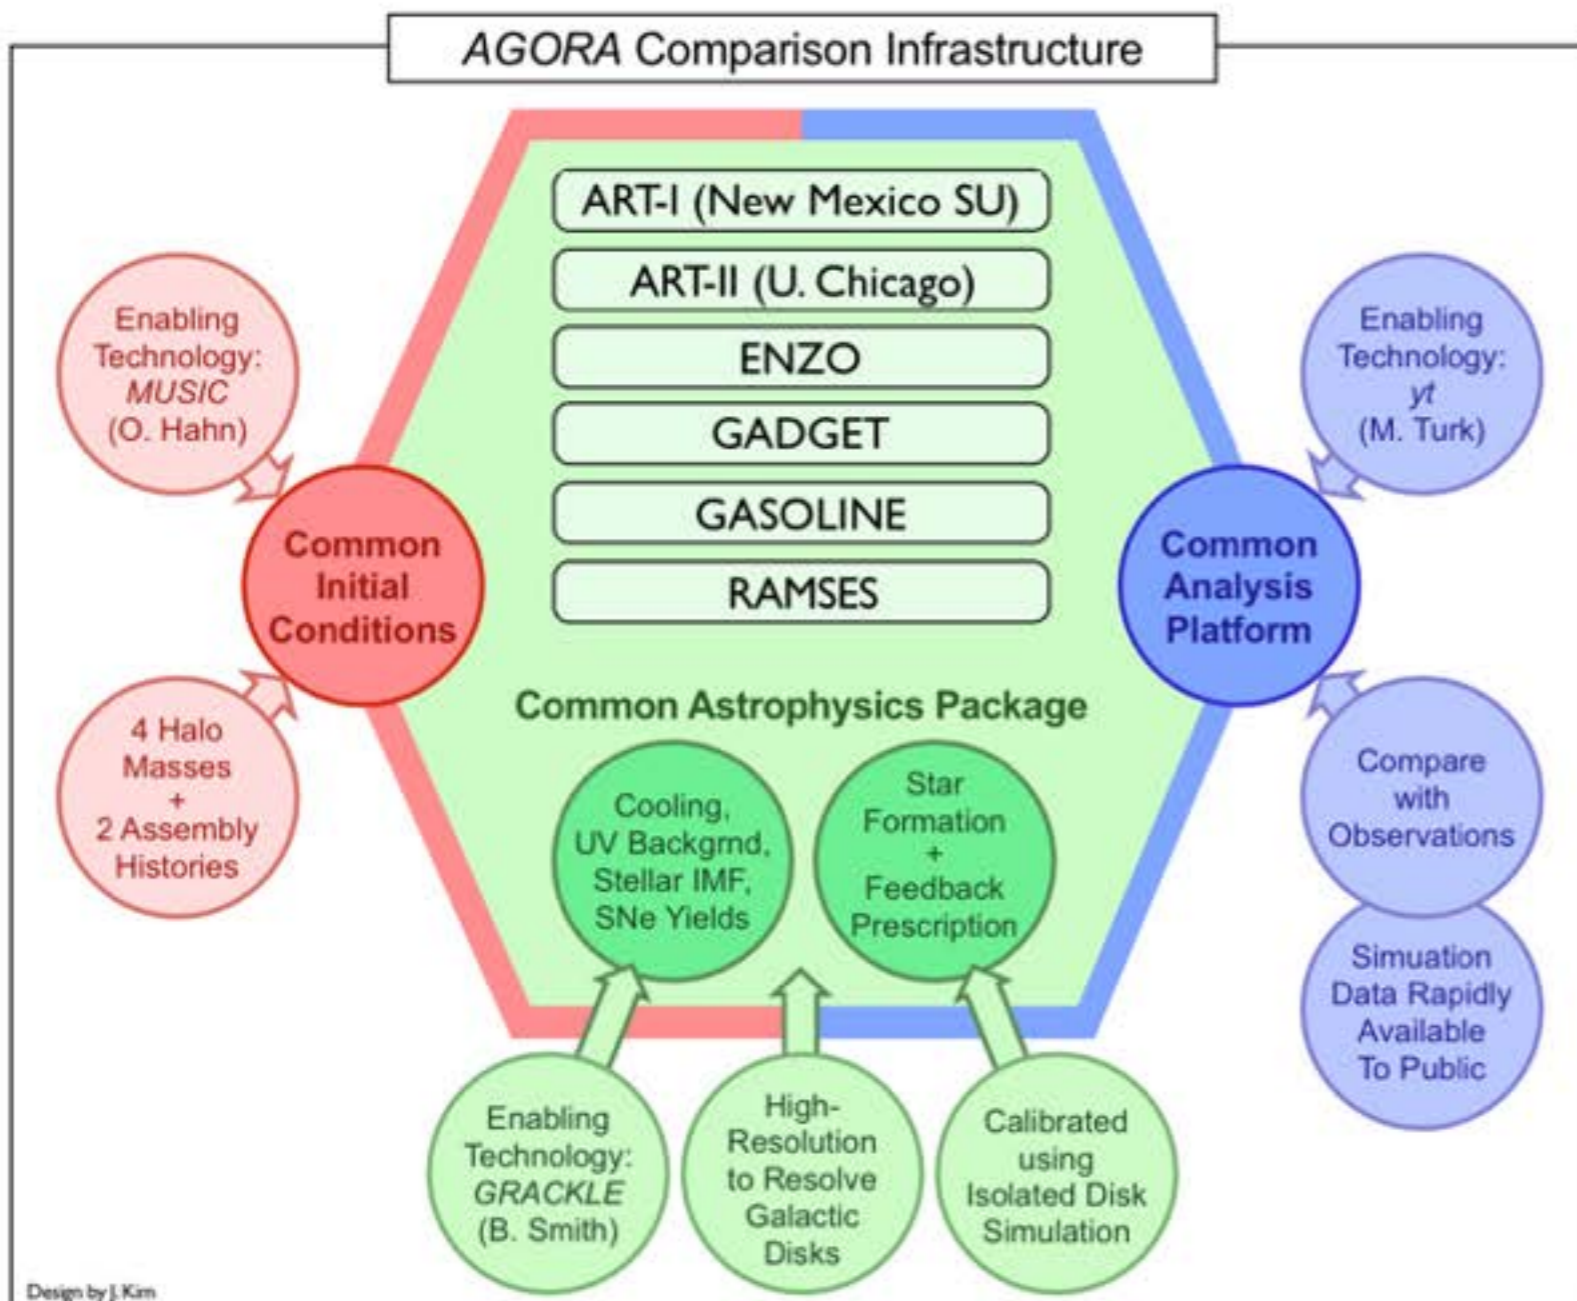 AGORA Comparison Infrastructure
ART-I (New Mexico SU)
ART-II (U. Chicago)
ENZO
GADGET
GASOLINE
RAMSES
Enabling
Technology:
MUSIC
(O. Hahn)
Common
Initial
Conditions
4 Halo
Masses
+
2 Assembly
Histories
Enabling
Technology:
yt
(M. Turk)
Common
Analysis
Platform
Compare
with
Observations
Simuation
Data Rapidly
Available
To Public
Common Astrophysics Package
Cooling,
UV Backgrnd,
Stellar IMF,
SNe Yields
Star
Formation
+
Feedback
Prescription
Enabling
Technology:
GRACKLE
(B. Smith)
High-
Resolution
to Resolve
Galactic
Disks
Calibrated
using
Isolated Disk
Simulation
Design by J. Kim